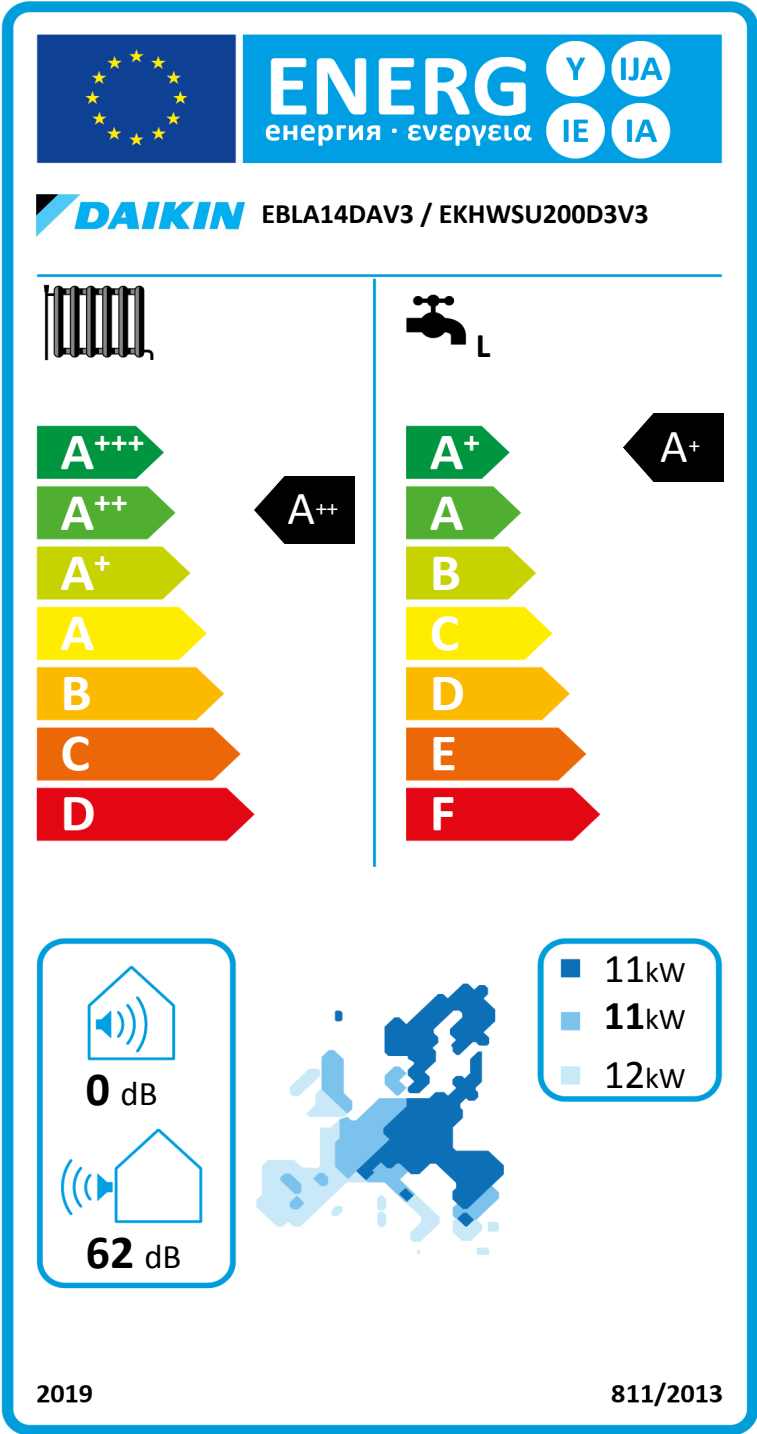 ENERG Y IJA
енергия · ενεργεια IE IA
DAIKIN EBLA14DAV3 / EKHWSU200D3V3
L
A+++
A++
A++
A+
A
B
C
D
A+
A+
A
B
C
D
E
F
0 dB
62 dB
11kW
11kW
12kW
2019 811/2013